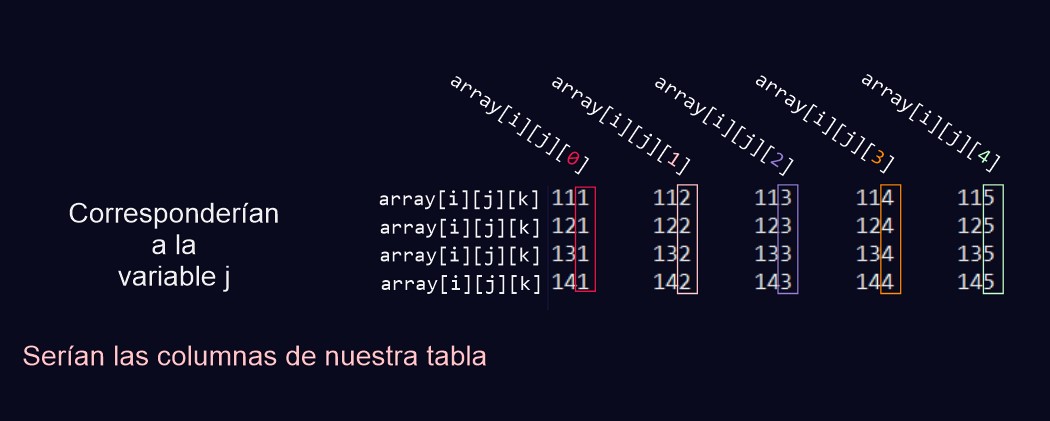 array[i][j][0] array[i][j][1] array[i][j][2] array[i][j][3] array[i][j][4]
Corresponderían
a la
variable j
array[i][j][k] 111 112 113 114 115
array[i][j][k] 121 122 123 124 125
array[i][j][k] 131 132 133 134 135
array[i][j][k] 141 142 143 144 145
Serían las columnas de nuestra tabla